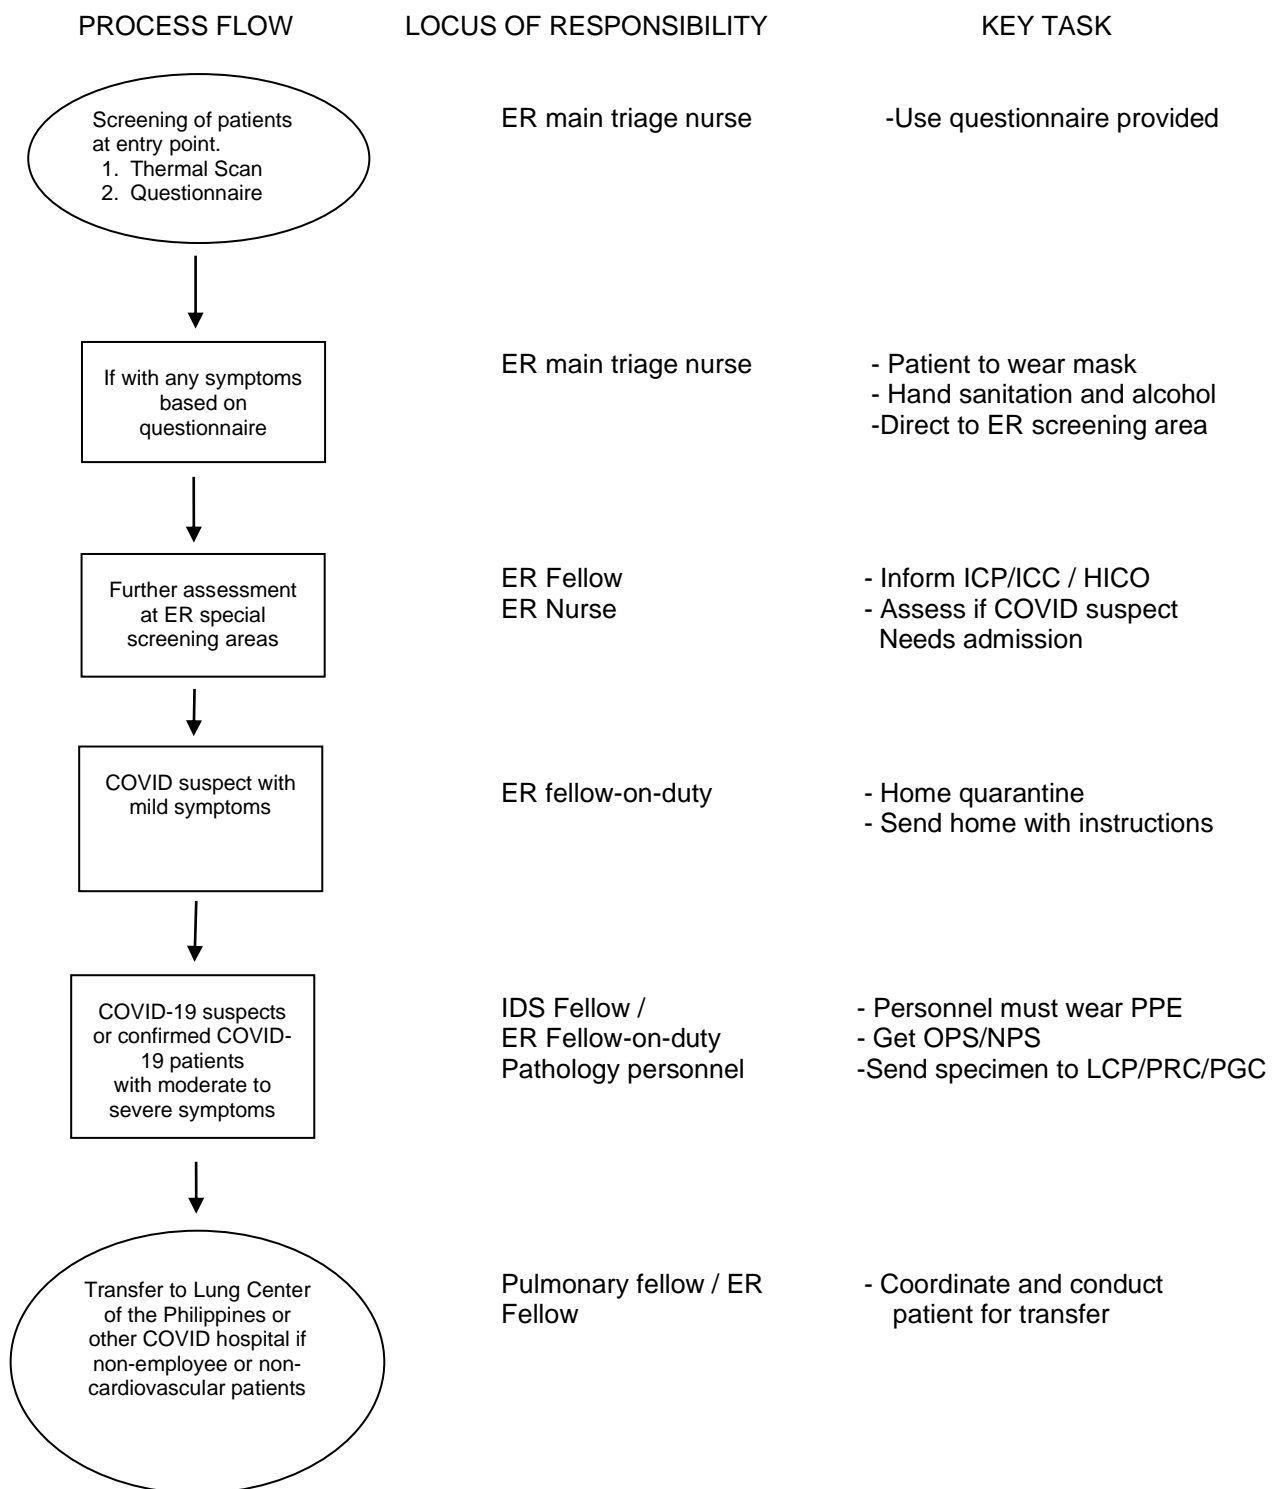 PROCESS FLOW LOCUS OF RESPONSIBILITY KEY TASK
Screening of patients
at entry point.
1. Thermal Scan
2. Questionnaire
ER main triage nurse
-Use questionnaire provided
If with any symptoms
based on
questionnaire
ER main triage nurse
- Patient to wear mask
- Hand sanitation and alcohol
-Direct to ER screening area
Further assessment
at ER special
screening areas
ER Fellow
ER Nurse
- Inform ICP/ICC / HICO
- Assess if COVID suspect
Needs admission
COVID suspect with
mild symptoms
ER fellow-on-duty
- Home quarantine
- Send home with instructions
COVID-19 suspects
or confirmed COVID-
19 patients
with moderate to
severe symptoms
IDS Fellow /
ER Fellow-on-duty
Pathology personnel
- Personnel must wear PPE
- Get OPS/NPS
-Send specimen to LCP/PRC/PGC
Transfer to Lung Center
of the Philippines or
other COVID hospital if
non-employee or non-
cardiovascular patients
Pulmonary fellow / ER
Fellow
- Coordinate and conduct
patient for transfer